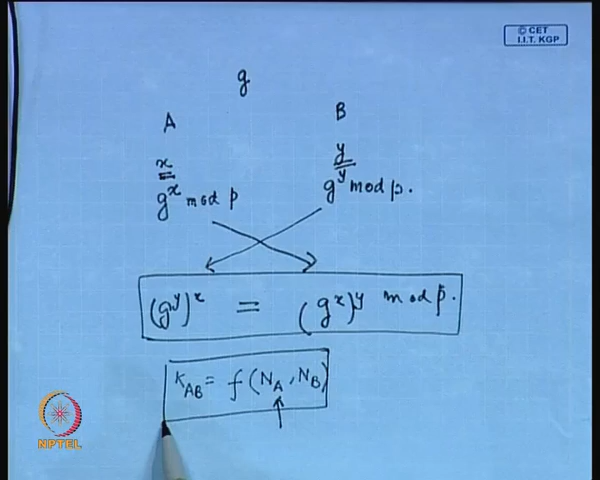 © CET
I.I.T. KGP
g
A B
x y
g^x mod p g^y mod p.
(g^y)^x = (g^x)^y mod p.
K_AB = f(N_A, N_B)
NPTEL